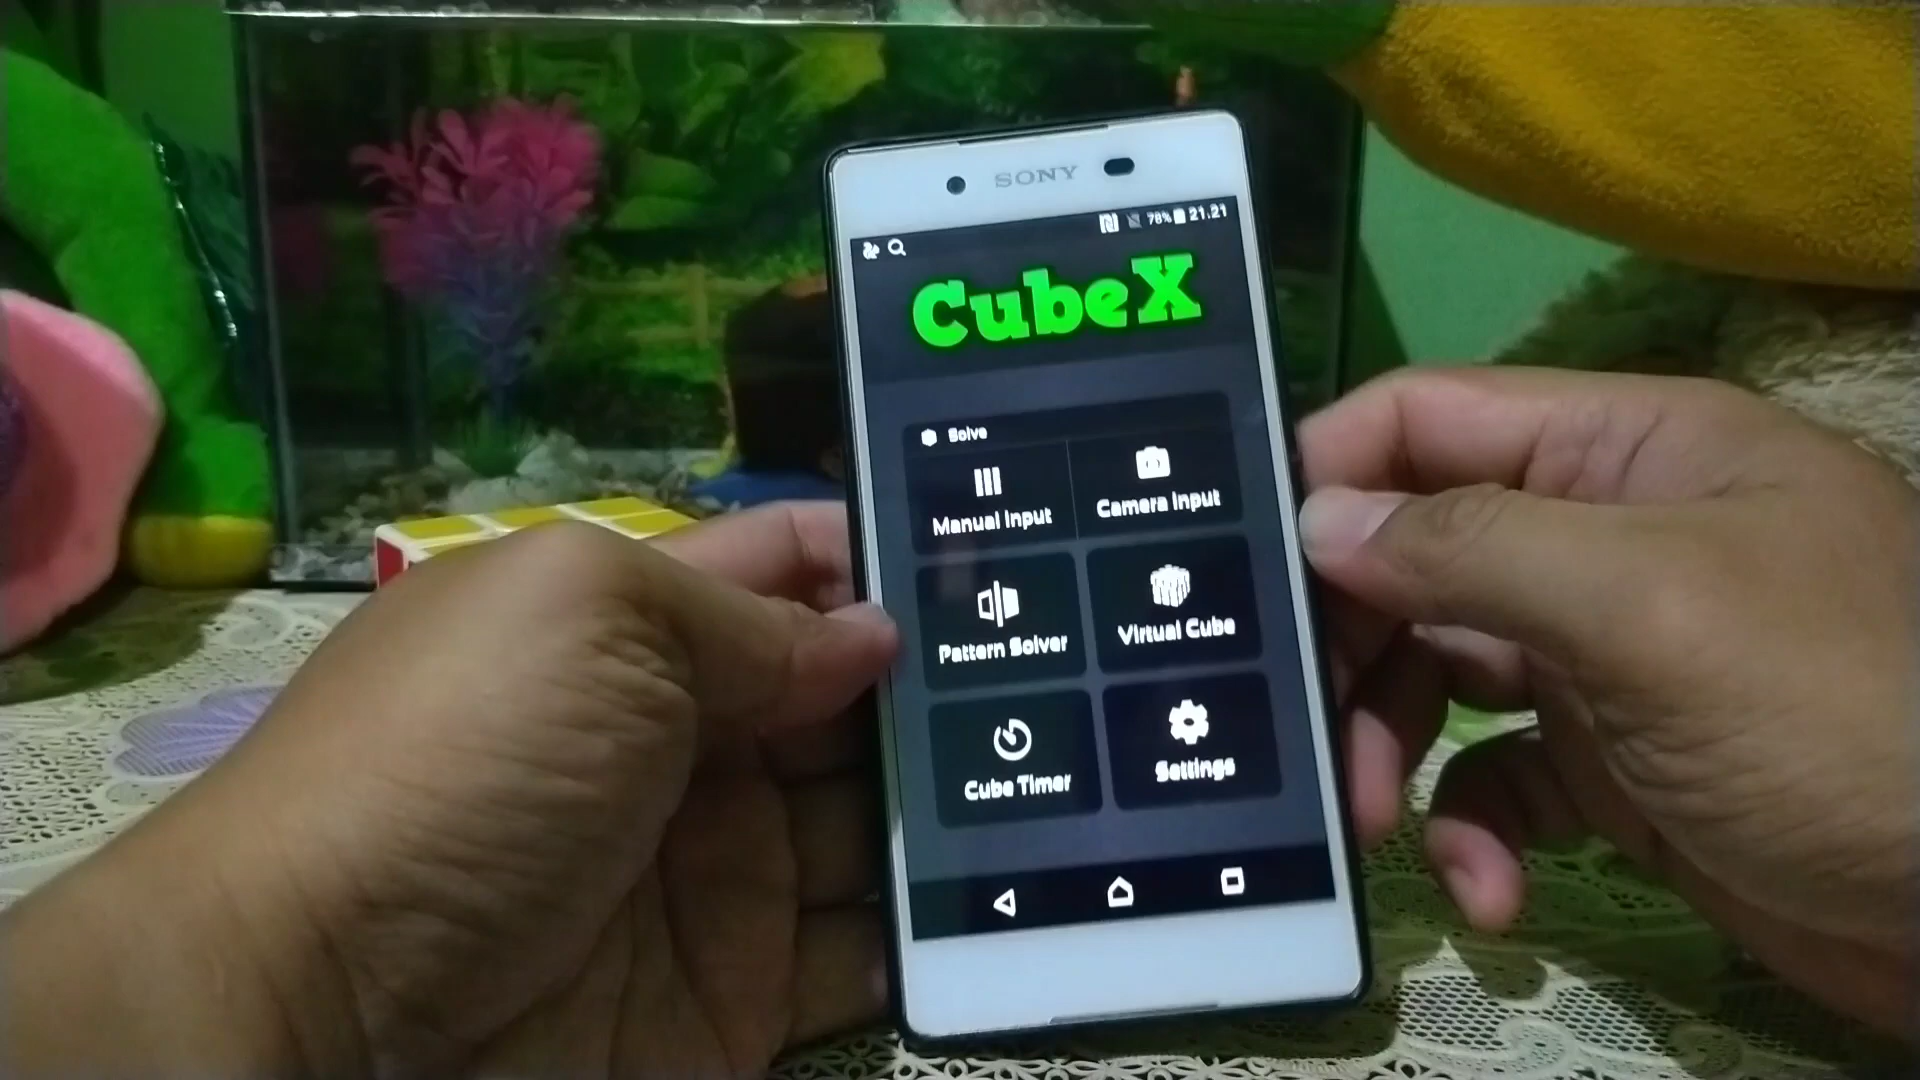 SONY
78% 21.21
CubeX
Solve
Manual Input
Camera Input
Pattern Solver
Virtual Cube
Cube Timer
Settings